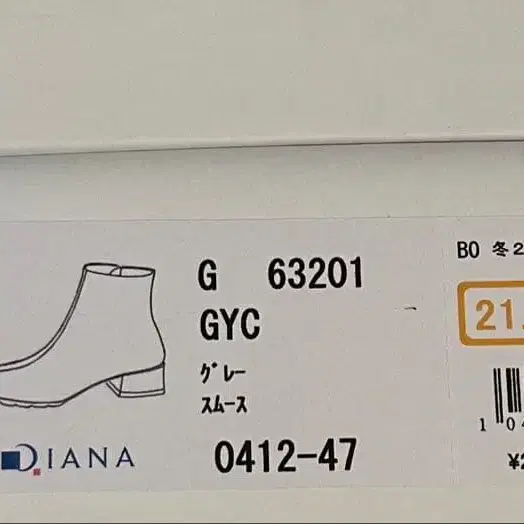 G 63201
GYC
ｸﾞﾚｰ
ｽﾑｰｽ
DIANA
0412-47
BO 冬2
21.
1 04
¥2